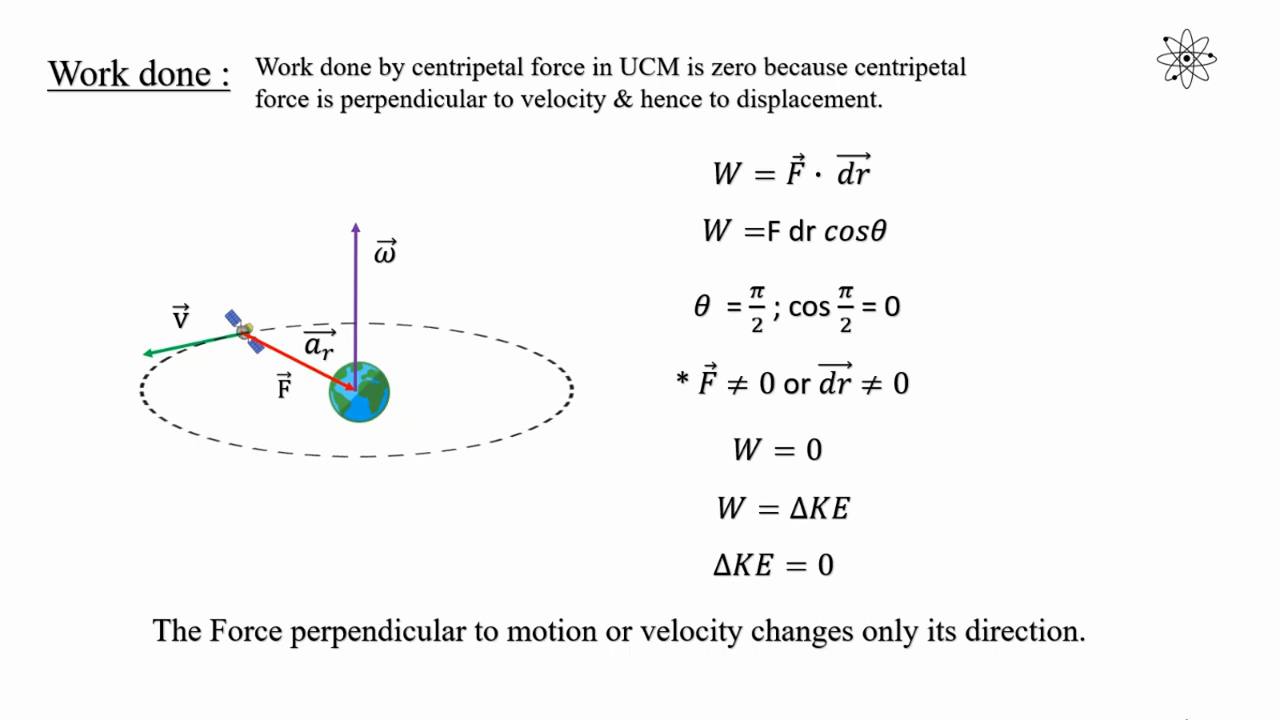 Work done :
Work done by centripetal force in UCM is zero because centripetal
force is perpendicular to velocity & hence to displacement.
W = F⃗ · d⃗r⃗
W =F dr cosθ
θ = π/2 ; cos π/2 = 0
* F⃗ ≠ 0 or d⃗r⃗ ≠ 0
W = 0
W = ΔKE
ΔKE = 0
ω⃗
v⃗
a⃗ᵣ
F⃗
The Force perpendicular to motion or velocity changes only its direction.